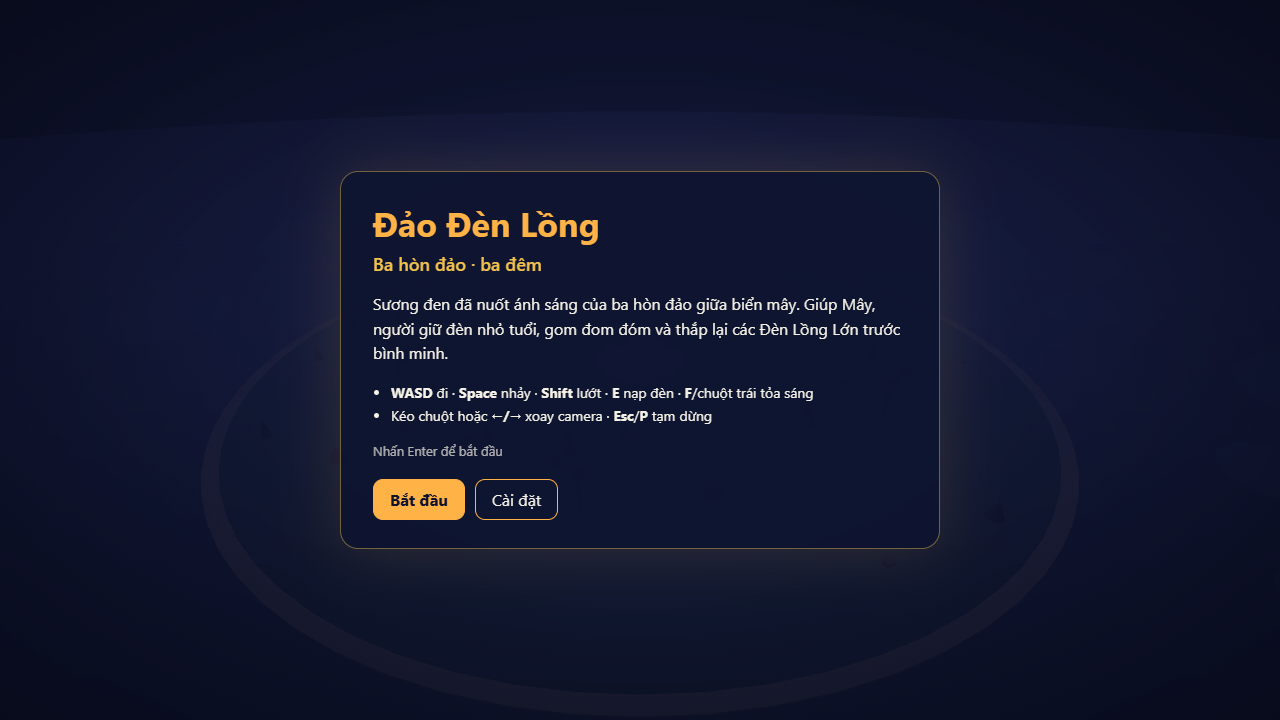 Đảo Đèn Lồng
Ba hòn đảo · ba đêm
Sương đen đã nuốt ánh sáng của ba hòn đảo giữa biển mây. Giúp Mây,
người giữ đèn nhỏ tuổi, gom đom đóm và thắp lại các Đèn Lồng Lớn trước
bình minh.
• WASD đi · Space nhảy · Shift lướt · E nạp đèn · F/chuột trái tỏa sáng
• Kéo chuột hoặc ←/→ xoay camera · Esc/P tạm dừng
Nhấn Enter để bắt đầu
Bắt đầu
Cài đặt